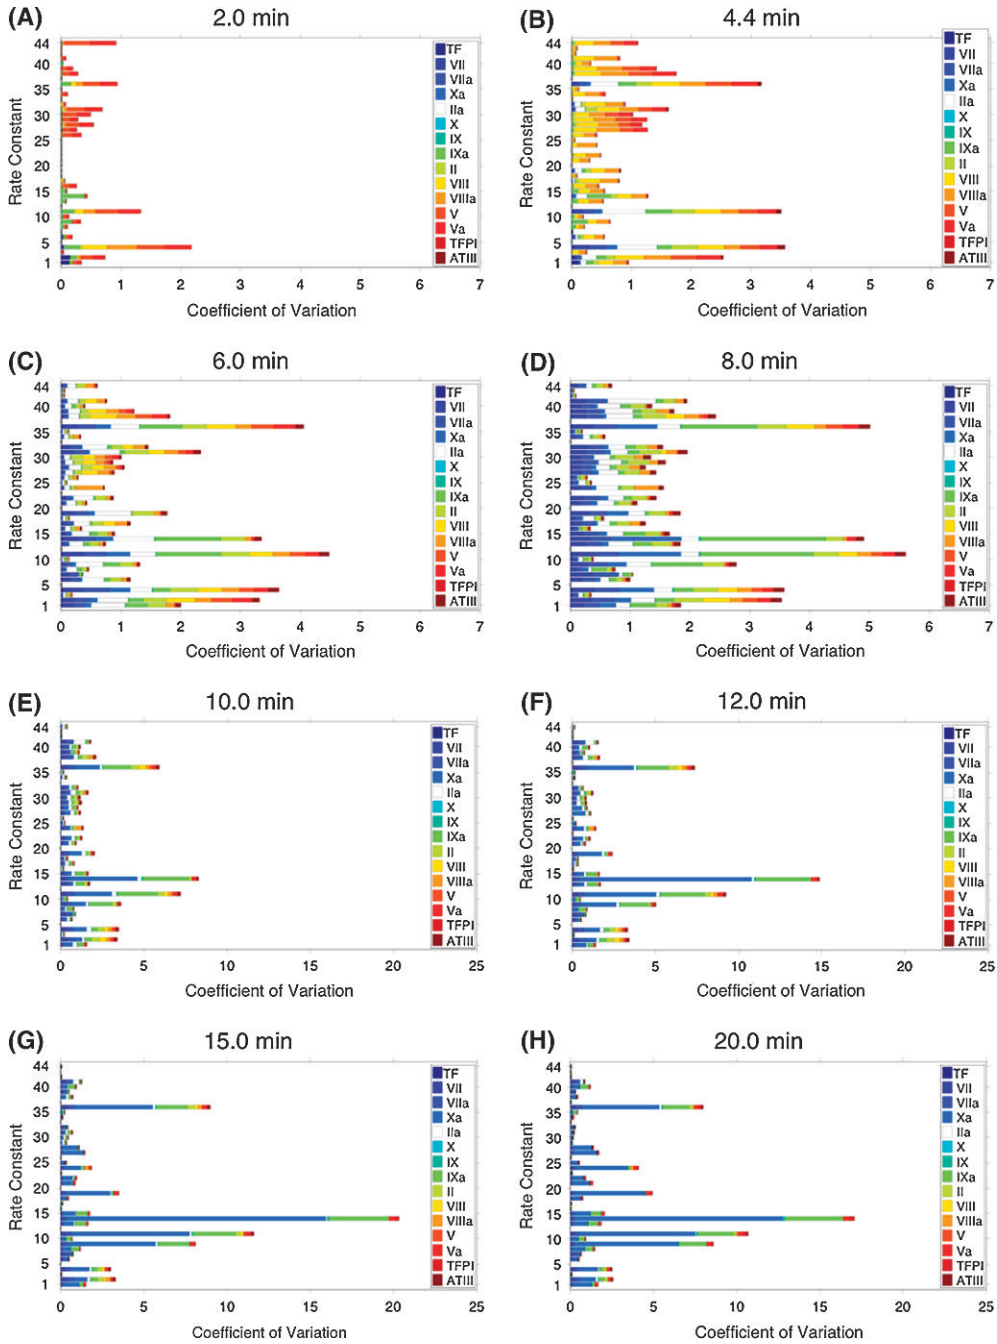 (A) 2.0 min
Rate Constant
44
40
35
30
25
20
15
10
5
1
TF
VII
VIIa
Xa
IIa
X
IX
IXa
II
VIII
VIIIa
V
Va
TFPI
ATIII
0 1 2 3 4 5 6 7
Coefficient of Variation
(B) 4.4 min
Rate Constant
44
40
35
30
25
20
15
10
5
1
TF
VII
VIIa
Xa
IIa
X
IX
IXa
II
VIII
VIIIa
V
Va
TFPI
ATIII
0 1 2 3 4 5 6 7
Coefficient of Variation
(C) 6.0 min
Rate Constant
44
40
35
30
25
20
15
10
5
1
TF
VII
VIIa
Xa
IIa
X
IX
IXa
II
VIII
VIIIa
V
Va
TFPI
ATIII
0 1 2 3 4 5 6 7
Coefficient of Variation
(D) 8.0 min
Rate Constant
44
40
35
30
25
20
15
10
5
1
TF
VII
VIIa
Xa
IIa
X
IX
IXa
II
VIII
VIIIa
V
Va
TFPI
ATIII
0 1 2 3 4 5 6 7
Coefficient of Variation
(E) 10.0 min
Rate Constant
44
40
35
30
25
20
15
10
5
1
TF
VII
VIIa
Xa
IIa
X
IX
IXa
II
VIII
VIIIa
V
Va
TFPI
ATIII
0 5 10 15 20 25
Coefficient of Variation
(F) 12.0 min
Rate Constant
44
40
35
30
25
20
15
10
5
1
TF
VII
VIIa
Xa
IIa
X
IX
IXa
II
VIII
VIIIa
V
Va
TFPI
ATIII
0 5 10 15 20 25
Coefficient of Variation
(G) 15.0 min
Rate Constant
44
40
35
30
25
20
15
10
5
1
TF
VII
VIIa
Xa
IIa
X
IX
IXa
II
VIII
VIIIa
V
Va
TFPI
ATIII
0 5 10 15 20 25
Coefficient of Variation
(H) 20.0 min
Rate Constant
44
40
35
30
25
20
15
10
5
1
TF
VII
VIIa
Xa
IIa
X
IX
IXa
II
VIII
VIIIa
V
Va
TFPI
ATIII
0 5 10 15 20 25
Coefficient of Variation